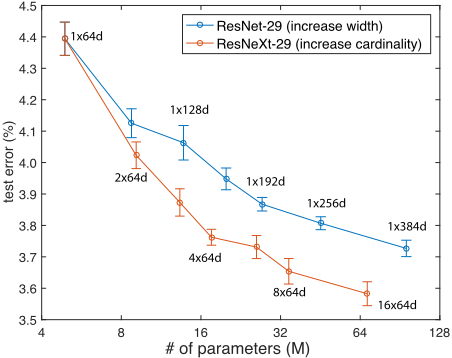 4.5
4.4
4.3
4.2
4.1
4.0
3.9
3.8
3.7
3.6
3.5
test error (%)
ResNet-29 (increase width)
ResNeXt-29 (increase cardinality)
1x64d
1x128d
2x64d
1x192d
1x256d
1x384d
4x64d
8x64d
16x64d
4 8 16 32 64 128
# of parameters (M)